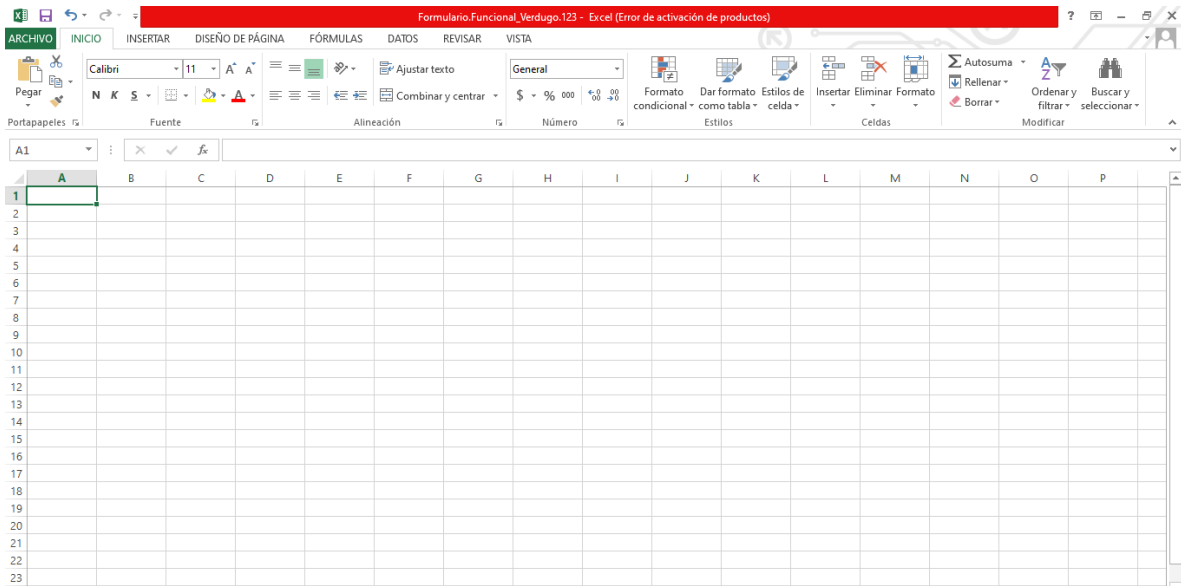 Formulario.Funcional_Verdugo.123 - Excel (Error de activación de productos)
?
ARCHIVO INICIO INSERTAR DISEÑO DE PÁGINA FÓRMULAS DATOS REVISAR VISTA
Pegar
Calibri 11
N K S
Ajustar texto
Combinar y centrar
General
$ % 000
Formato condicional
Dar formato como tabla
Estilos de celda
Insertar Eliminar Formato
Autosuma
Rellenar
Borrar
Ordenar y filtrar
Buscar y seleccionar
Portapapeles Fuente Alineación Número Estilos Celdas Modificar
A1 fx
A B C D E F G H I J K L M N O P
1
2
3
4
5
6
7
8
9
10
11
12
13
14
15
16
17
18
19
20
21
22
23